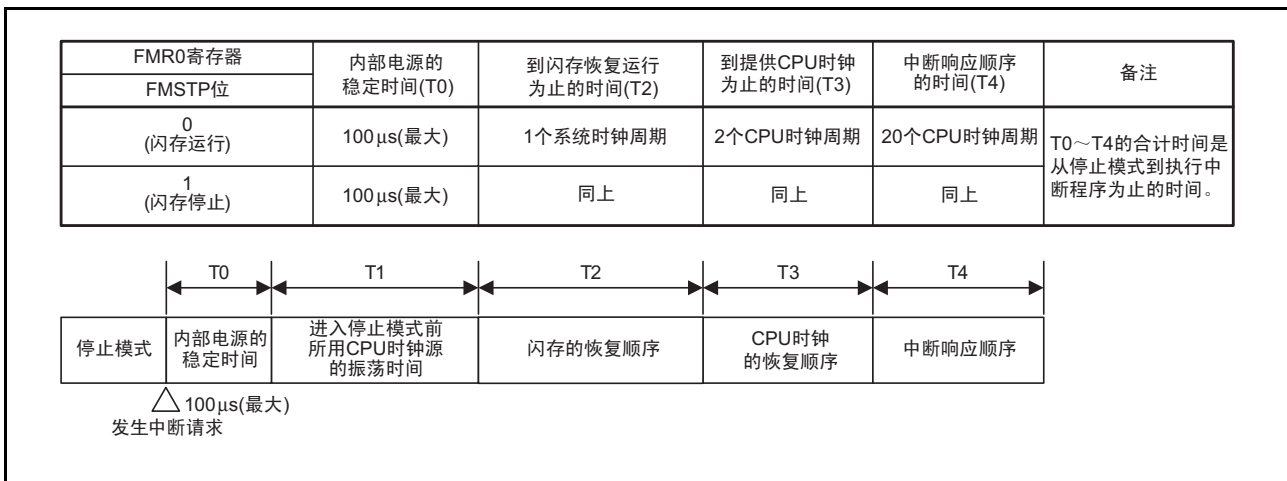 FMR0寄存器
FMSTP位
内部电源的
稳定时间(T0)
到闪存恢复运行
为止的时间(T2)
到提供CPU时钟
为止的时间(T3)
中断响应顺序
的时间(T4)
备注
0
(闪存运行)
100μs(最大)
1个系统时钟周期
2个CPU时钟周期
20个CPU时钟周期
T0～T4的合计时间是
从停止模式到执行中
断程序为止的时间。
1
(闪存停止)
100μs(最大)
同上
同上
同上
T0
T1
T2
T3
T4
停止模式
内部电源的
稳定时间
进入停止模式前
所用CPU时钟源
的振荡时间
闪存的恢复顺序
CPU时钟
的恢复顺序
中断响应顺序
100μs(最大)
发生中断请求